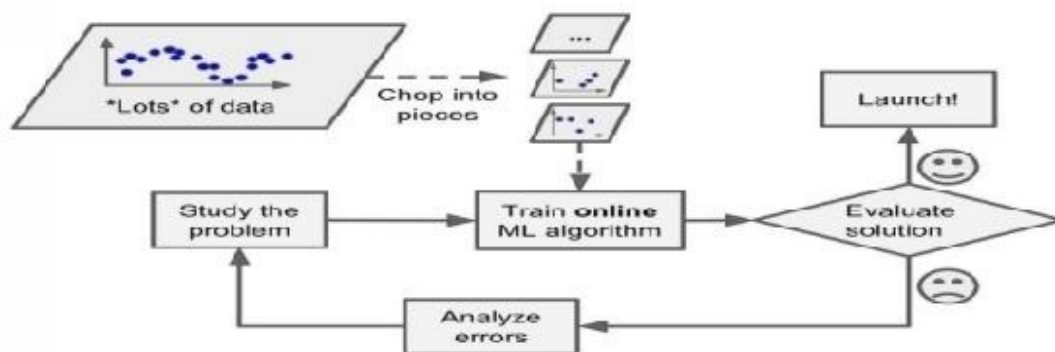 ...
*Lots* of data
Chop into
pieces
Launch!
Study the
problem
Train online
ML algorithm
Evaluate
solution
Analyze
errors